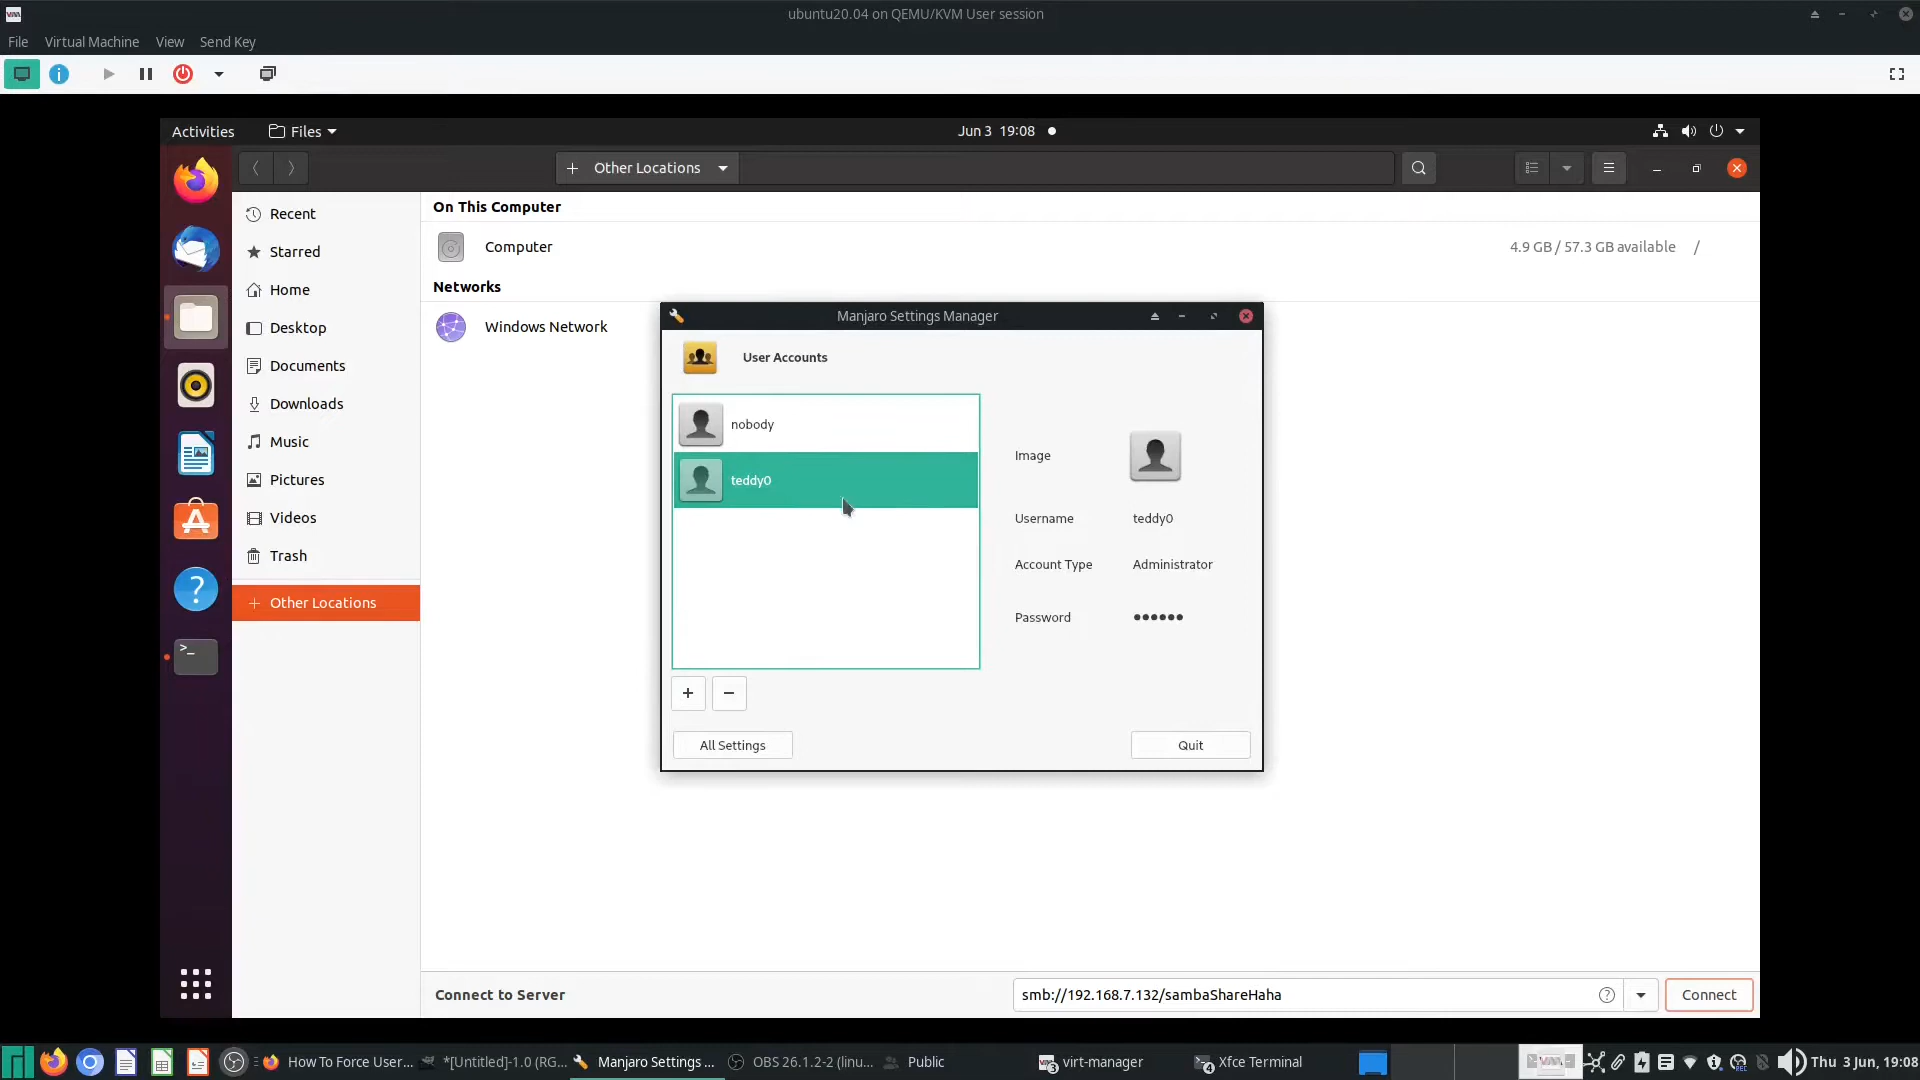 ubuntu20.04 on QEMU/KVM User session
File Virtual Machine View Send Key
Activities Files Jun 3 19:08
Other Locations
Recent
Starred
Home
Desktop
Documents
Downloads
Music
Pictures
Videos
Trash
Other Locations
On This Computer
Computer 4.9 GB / 57.3 GB available /
Networks
Windows Network
Manjaro Settings Manager
User Accounts
nobody
teddy0
Image
Username teddy0
Account Type Administrator
Password ●●●●●●
+ −
All Settings Quit
Connect to Server smb://192.168.7.132/sambaShareHaha Connect
How To Force User... *[Untitled]-1.0 (RG... Manjaro Settings ... OBS 26.1.2-2 (linu... Public virt-manager Xfce Terminal Thu 3 Jun, 19:08